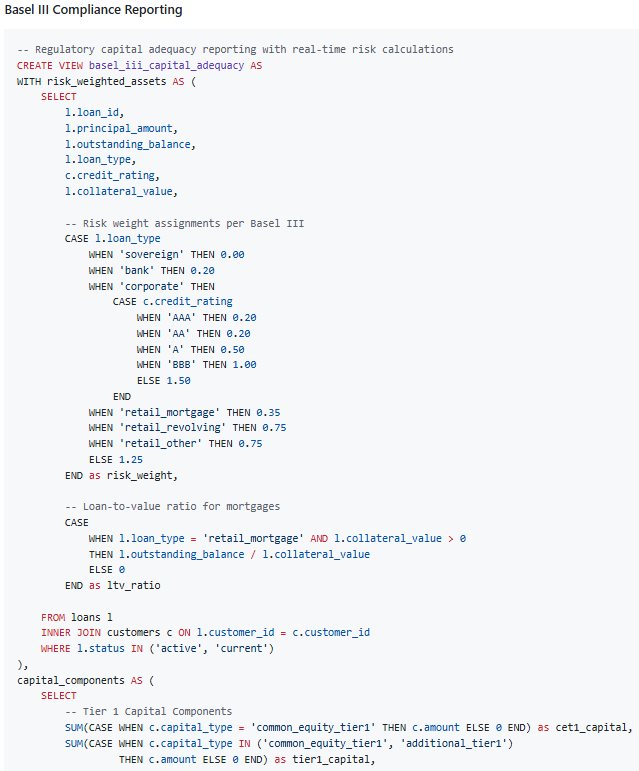 Basel III Compliance Reporting
-- Regulatory capital adequacy reporting with real-time risk calculations
CREATE VIEW basel_iii_capital_adequacy AS
WITH risk_weighted_assets AS (
    SELECT
        l.loan_id,
        l.principal_amount,
        l.outstanding_balance,
        l.loan_type,
        c.credit_rating,
        l.collateral_value,

        -- Risk weight assignments per Basel III
        CASE l.loan_type
            WHEN 'sovereign' THEN 0.00
            WHEN 'bank' THEN 0.20
            WHEN 'corporate' THEN
                CASE c.credit_rating
                    WHEN 'AAA' THEN 0.20
                    WHEN 'AA' THEN 0.20
                    WHEN 'A' THEN 0.50
                    WHEN 'BBB' THEN 1.00
                    ELSE 1.50
                END
            WHEN 'retail_mortgage' THEN 0.35
            WHEN 'retail_revolving' THEN 0.75
            WHEN 'retail_other' THEN 0.75
            ELSE 1.25
        END as risk_weight,

        -- Loan-to-value ratio for mortgages
        CASE
            WHEN l.loan_type = 'retail_mortgage' AND l.collateral_value > 0
            THEN l.outstanding_balance / l.collateral_value
            ELSE 0
        END as ltv_ratio

    FROM loans l
    INNER JOIN customers c ON l.customer_id = c.customer_id
    WHERE l.status IN ('active', 'current')
),
capital_components AS (
    SELECT
        -- Tier 1 Capital Components
        SUM(CASE WHEN c.capital_type = 'common_equity_tier1' THEN c.amount ELSE 0 END) as cet1_capital,
        SUM(CASE WHEN c.capital_type IN ('common_equity_tier1', 'additional_tier1')
                 THEN c.amount ELSE 0 END) as tier1_capital,